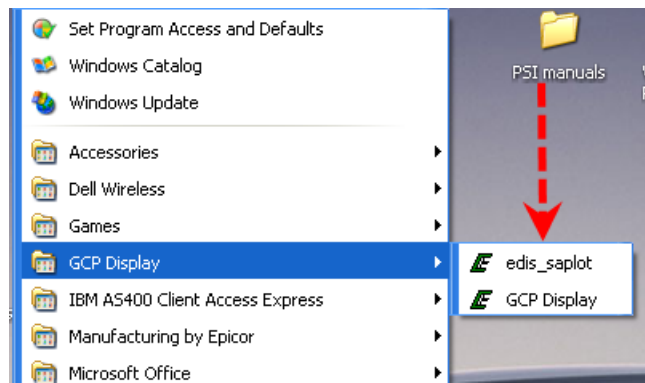 Set Program Access and Defaults
Windows Catalog
Windows Update
Accessories
Dell Wireless
Games
GCP Display
IBM AS400 Client Access Express
Manufacturing by Epicor
Microsoft Office
PSI manuals
edis_saplot
GCP Display